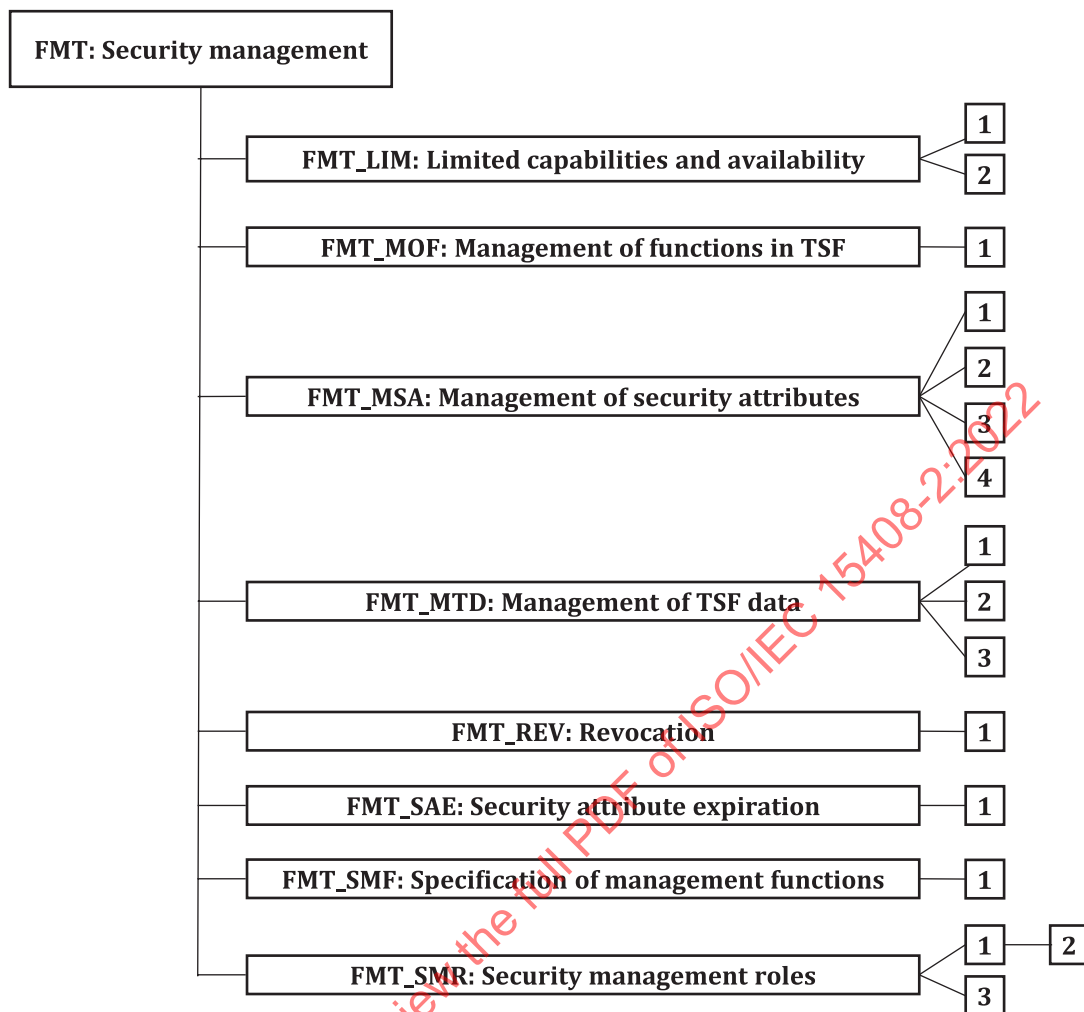 FMT: Security management
FMT_LIM: Limited capabilities and availability
1
2
FMT_MOF: Management of functions in TSF
1
FMT_MSA: Management of security attributes
1
2
3
4
FMT_MTD: Management of TSF data
1
2
3
FMT_REV: Revocation
1
FMT_SAE: Security attribute expiration
1
FMT_SMF: Specification of management functions
1
FMT_SMR: Security management roles
1
2
3
view the full PDF of ISO/IEC 15408-2:2022